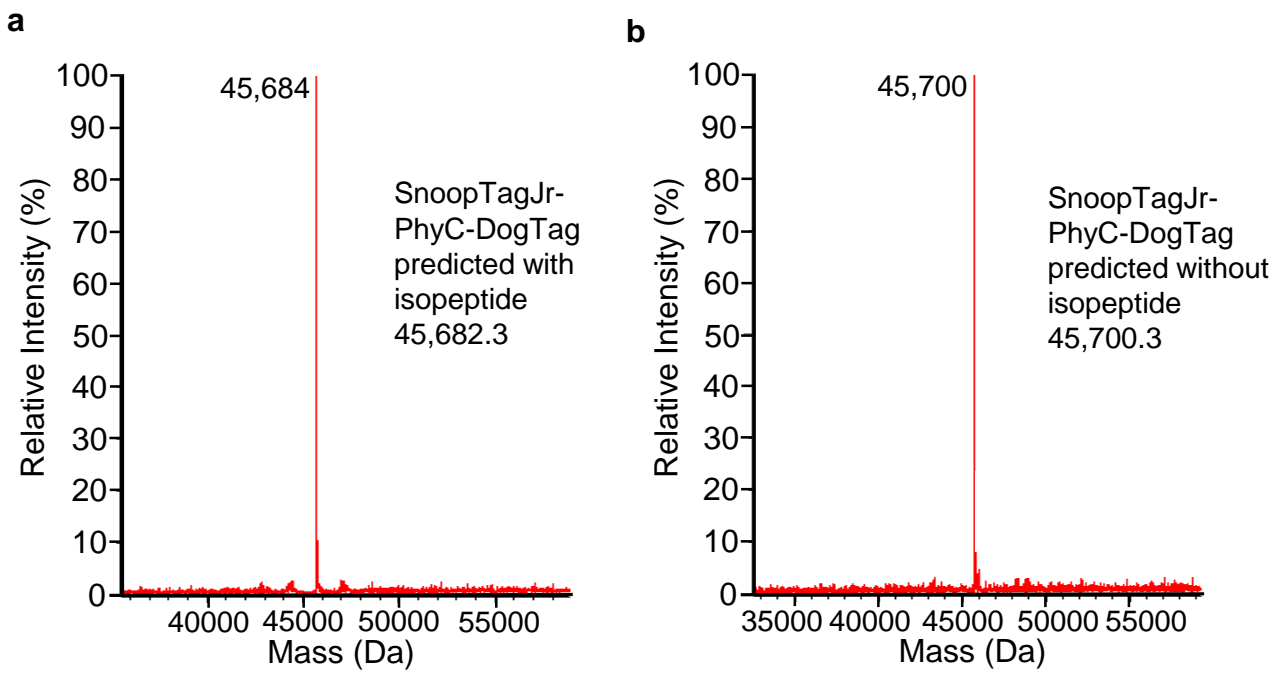 a
45,684
100
90
80
70
60
50
40
30
20
10
0
Relative Intensity (%)
SnoopTagJr-
PhyC-DogTag
predicted with
isopeptide
45,682.3
40000 45000 50000 55000
Mass (Da)
b
45,700
100
90
80
70
60
50
40
30
20
10
0
Relative Intensity (%)
SnoopTagJr-
PhyC-DogTag
predicted without
isopeptide
45,700.3
35000 40000 45000 50000 55000
Mass (Da)